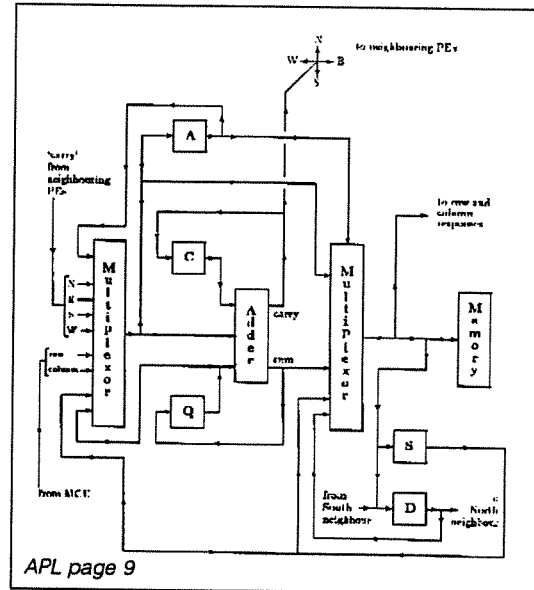 N
to neighbouring PEs
W
S
A
'carry'
from
neighbouring
PEs
C
Multiplexor
N
S
W
row
column
Adder
carry
sum
Q
from MCU
Multiplexor
to row and
column
responses
Memory
S
from
South
neighbour
D
North
neighbour
APL page 9